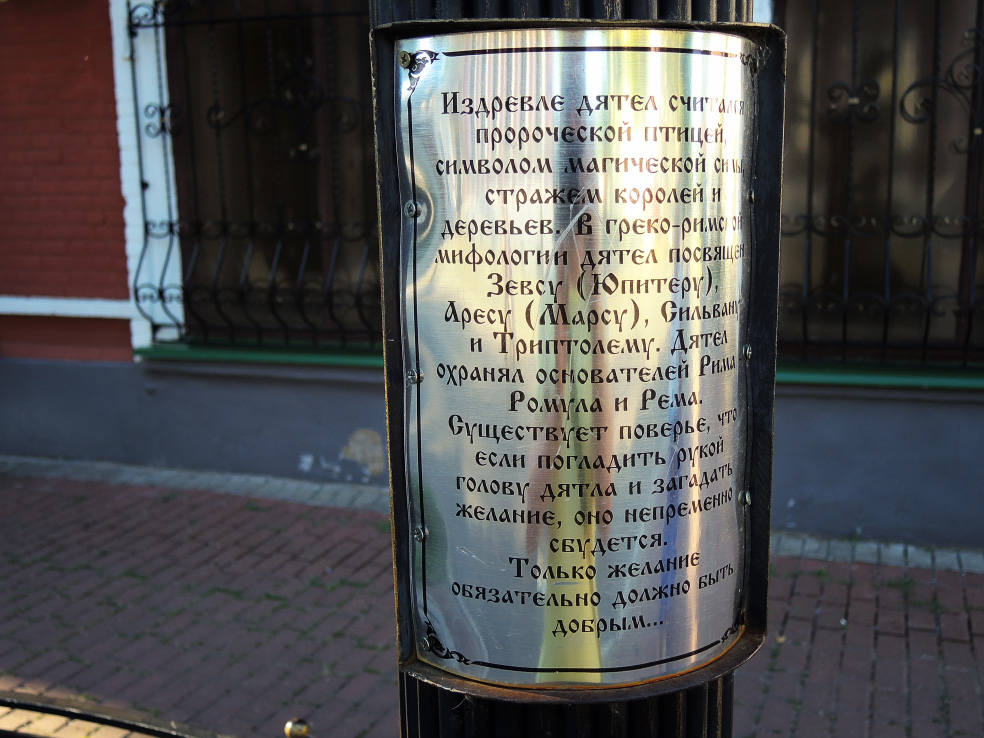 Издревле дятел считался
пророческой птицей,
символом магической силы,
стражем королей и
деревьев. В греко-римской
мифологии дятел посвящен
Зевсу (Юпитеру),
Аресу (Марсу), Сильвану
и Триптолему. Дятел
охранял основателей Рима -
Ромула и Рема.
Существует поверье, что
если погладить рукой
голову дятла и загадать
желание, оно непременно
сбудется.
Только желание
обязательно должно быть
добрым...